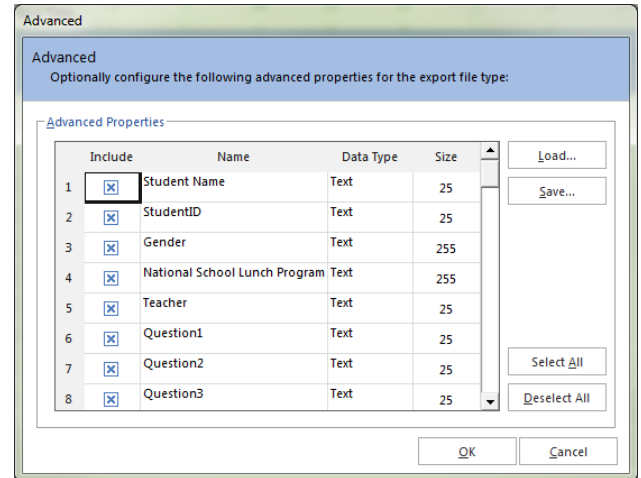 Advanced
Advanced
Optionally configure the following advanced properties for the export file type:
Advanced Properties
Include Name Data Type Size
1 Student Name Text 25
2 StudentID Text 25
3 Gender Text 255
4 National School Lunch Program Text 255
5 Teacher Text 25
6 Question1 Text 25
7 Question2 Text 25
8 Question3 Text 25
Load...
Save...
Select All
Deselect All
OK Cancel